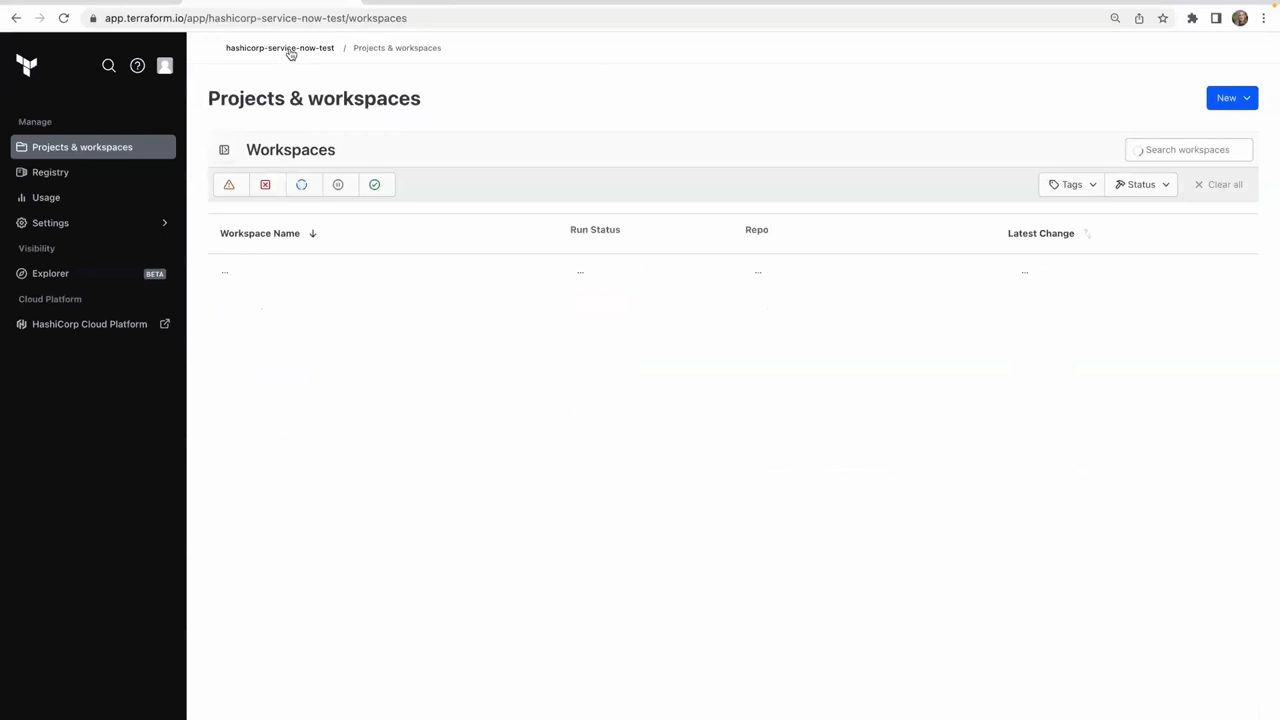 app.terraform.io/app/hashicorp-service-now-test/workspaces
hashicorp-service-now-test / Projects & workspaces
Manage
Projects & workspaces
Registry
Usage
Settings
Visibility
Explorer BETA
Cloud Platform
HashiCorp Cloud Platform
Projects & workspaces
New
Workspaces
Search workspaces
Tags
Status
Clear all
Workspace Name
Run Status
Repo
Latest Change
... ... ... ...